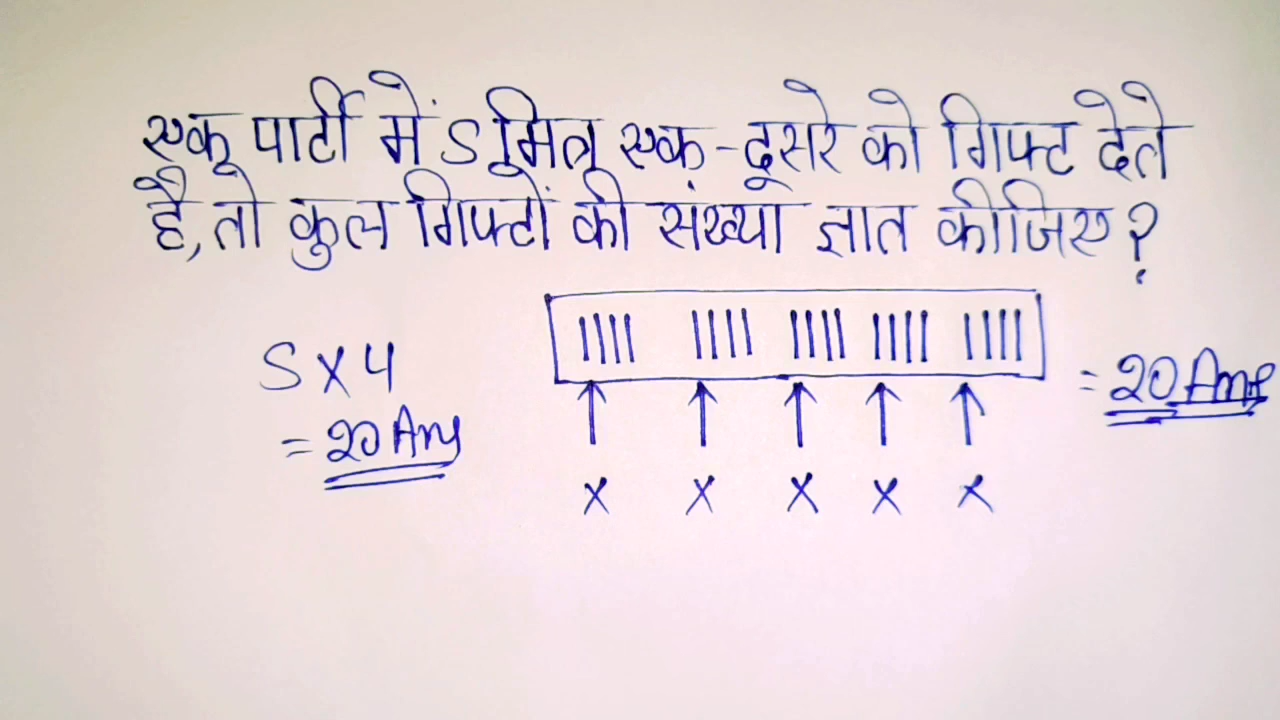 एक पार्टी में 5 मित्र एक-दूसरे को गिफ्ट देते
है, तो कुल गिफ्टों की संख्या ज्ञात कीजिए?
5 X 4
= 20 Ans
= 20 Ans
X X X X X